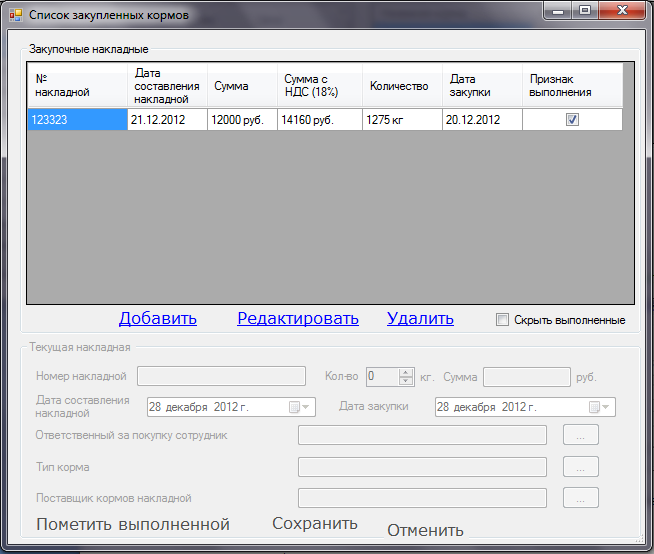 Список закупленных кормов
Закупочные накладные
№ накладной
Дата составления накладной
Сумма
Сумма с НДС (18%)
Количество
Дата закупки
Признак выполнения
123323
21.12.2012
12000 руб.
14160 руб.
1275 кг
20.12.2012
Добавить
Редактировать
Удалить
Скрыть выполненные
Текущая накладная
Номер накладной
Кол-во
0
кг.
Сумма
руб.
Дата составления накладной
28 декабря 2012 г.
Дата закупки
28 декабря 2012 г.
Ответственный за покупку сотрудник
...
Тип корма
...
Поставщик кормов накладной
...
Пометить выполненной
Сохранить
Отменить